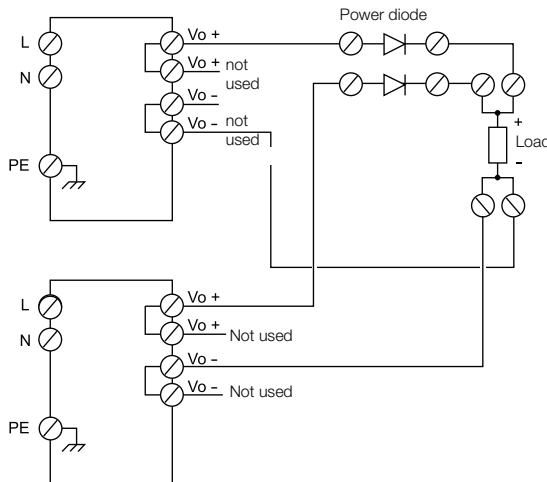 Power diode
L
Vo +
N
Vo + not
used
Vo -
Vo - not
used
PE
+
Load
-
L
Vo +
N
Vo + Not used
Vo -
Vo - Not used
PE